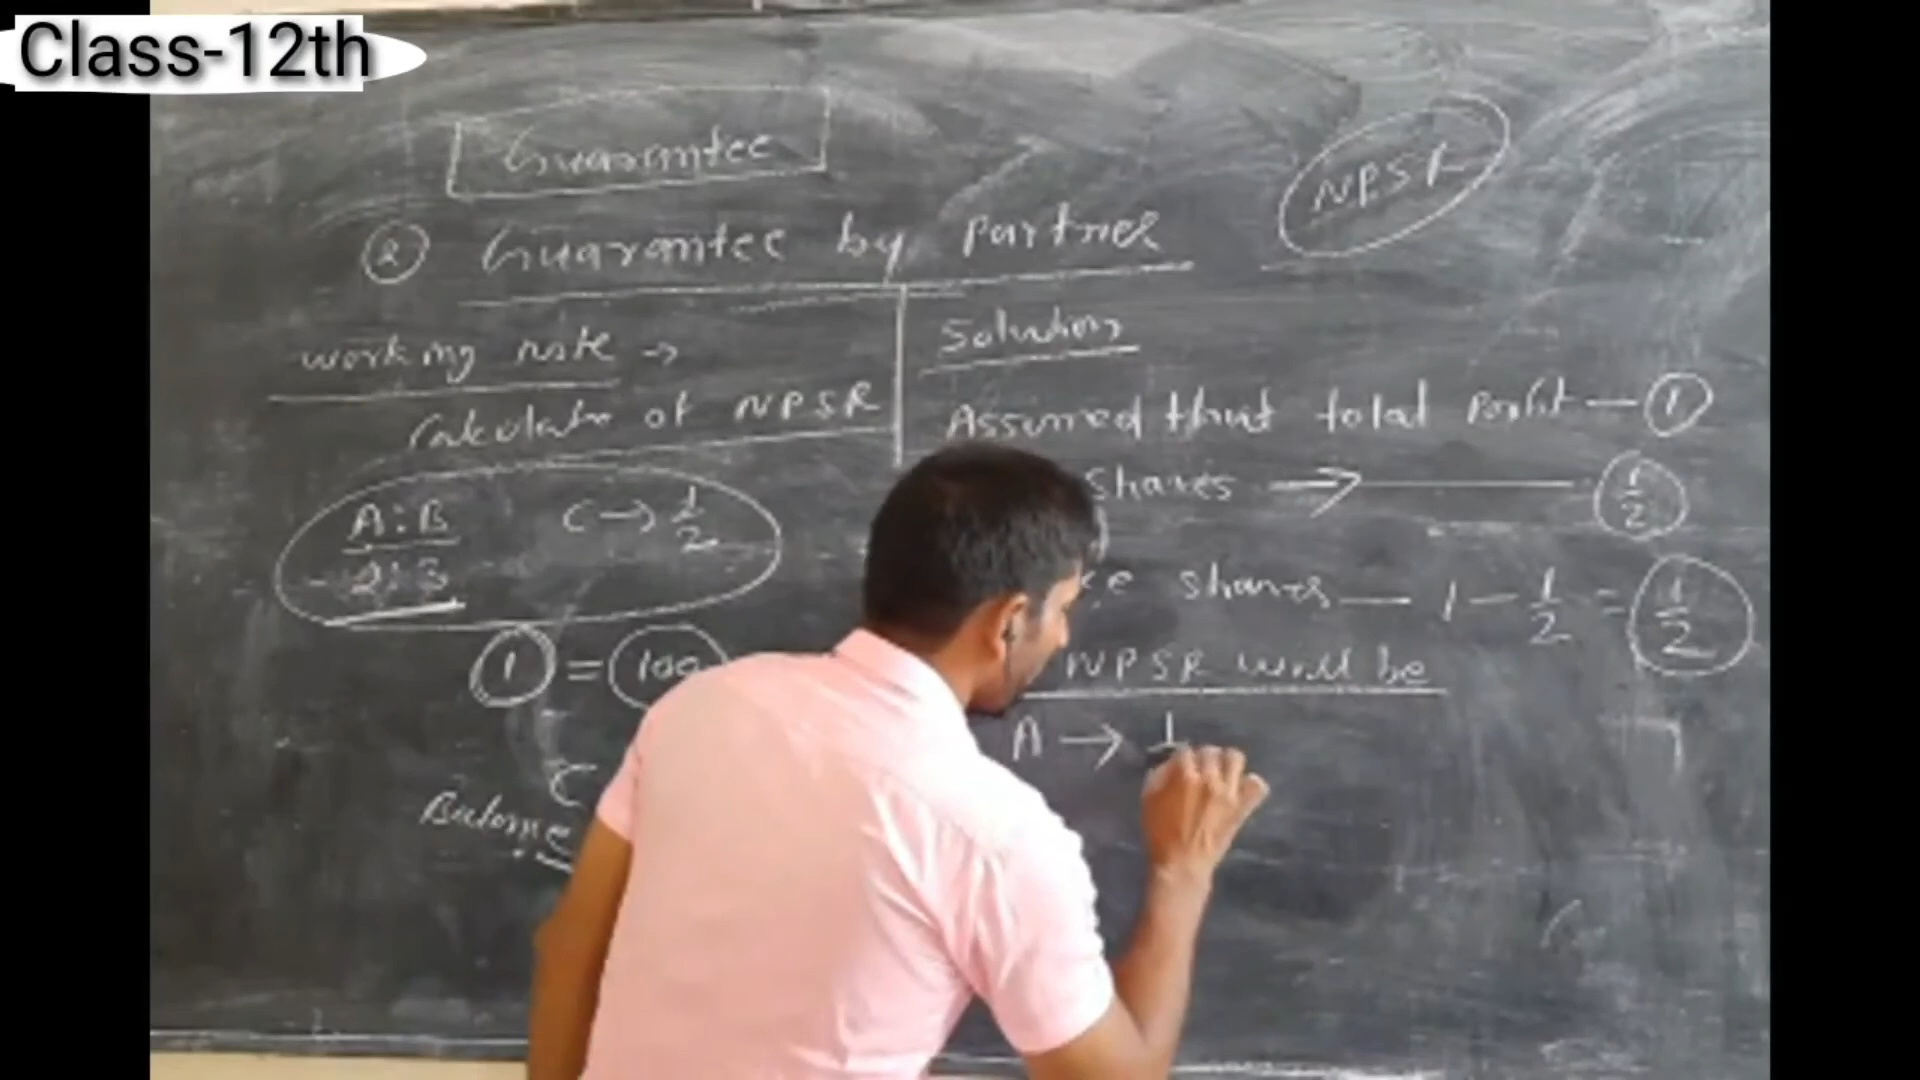 Class-12th
Guarantee
NPSR
② Guarantee by Partner
working note →
Calculate of NPSR
A:B C → 1/2
2:3
① = 100
C
Balance
Solution
Assumed that total Profit — ①
shares → 1/2
ce shares — 1 - 1/2 = 1/2
NPSR will be
A → 1